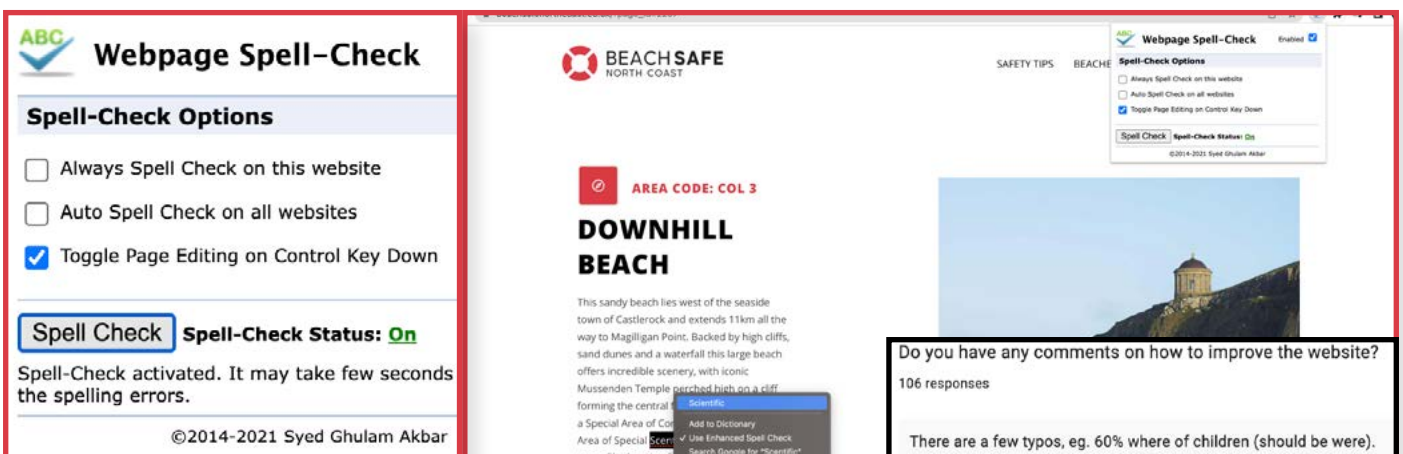 ABC
Webpage Spell-Check
Spell-Check Options
Always Spell Check on this website
Auto Spell Check on all websites
Toggle Page Editing on Control Key Down
Spell Check Spell-Check Status: On
Spell-Check activated. It may take few seconds
the spelling errors.
©2014-2021 Syed Ghulam Akbar
BEACHSAFE
NORTH COAST
SAFETY TIPS BEACHE
ABC
Webpage Spell-Check Enabled
Spell-Check Options
Always Spell Check on this website
Auto Spell Check on all websites
Toggle Page Editing on Control Key Down
Spell Check Spell-Check Status: On
©2014-2021 Syed Ghulam Akbar
AREA CODE: COL 3
DOWNHILL
BEACH
This sandy beach lies west of the seaside
town of Castlerock and extends 11km all the
way to Magilligan Point. Backed by high cliffs,
sand dunes and a waterfall this large beach
offers incredible scenery, with iconic
Mussenden Temple perched high on a cliff
forming the central
a Special Area of Co
Area of Special Scent
Scientific
Add to Dictionary
✓ Use Enhanced Spell Check
Search Google for "Scentific"
Do you have any comments on how to improve the website?
106 responses
There are a few typos, eg. 60% where of children (should be were).